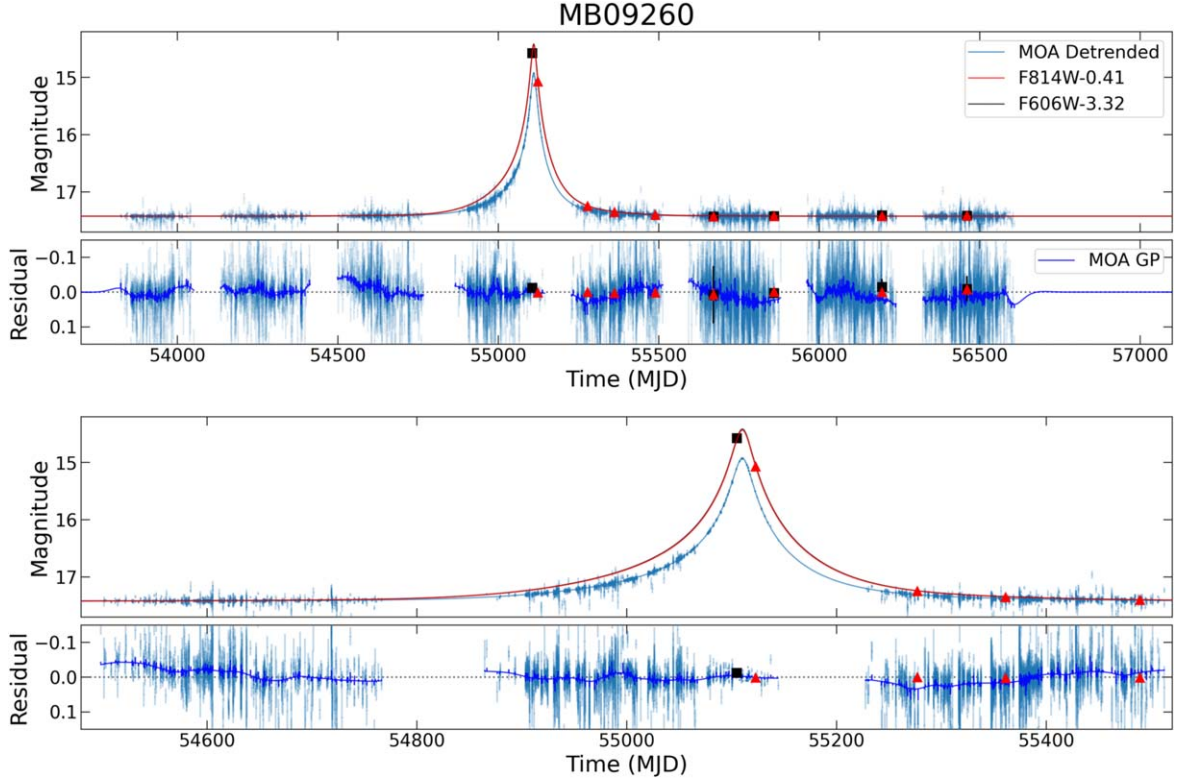 MB09260
MOA Detrended
F814W-0.41
F606W-3.32
15
16
17
Magnitude
MOA GP
−0.1
0.0
0.1
Residual
54000 54500 55000 55500 56000 56500 57000
Time (MJD)
15
16
17
Magnitude
−0.1
0.0
0.1
Residual
54600 54800 55000 55200 55400
Time (MJD)